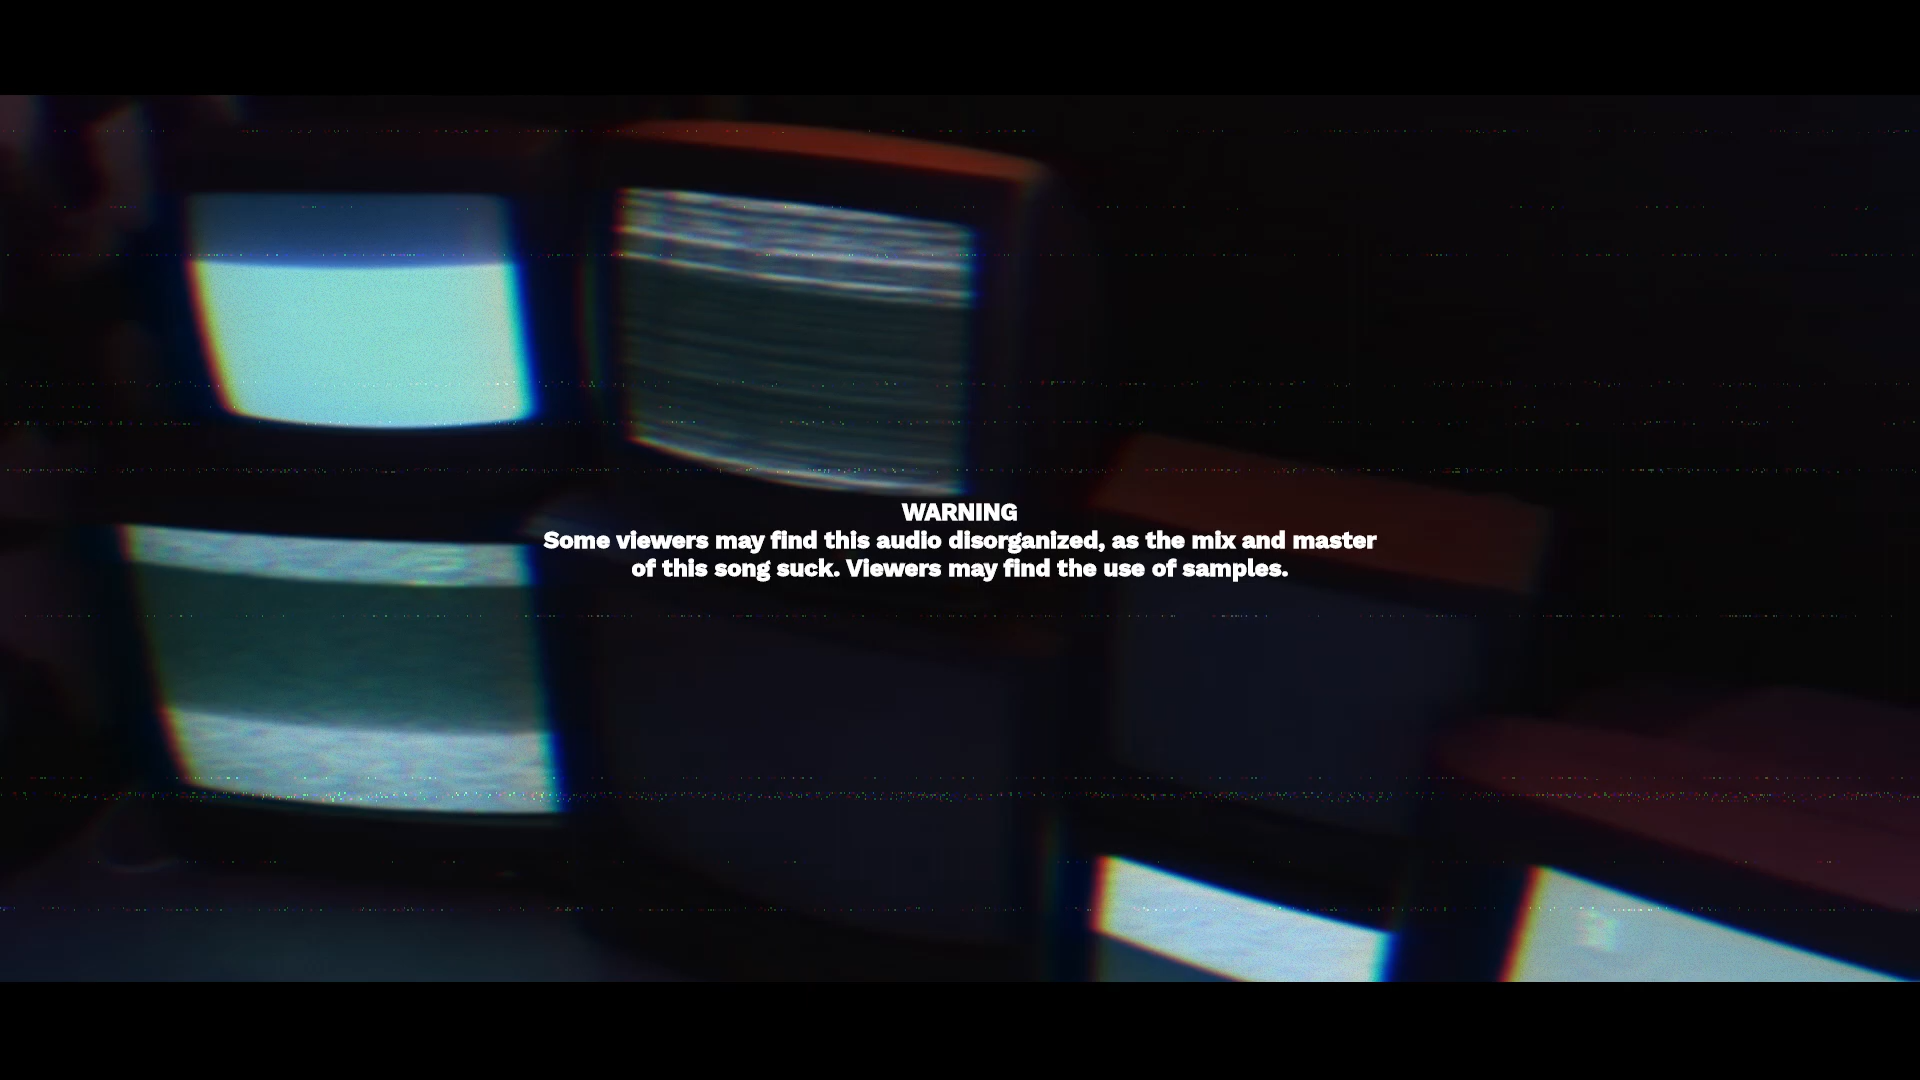 WARNING
Some viewers may find this audio disorganized, as the mix and master
of this song suck. Viewers may find the use of samples.